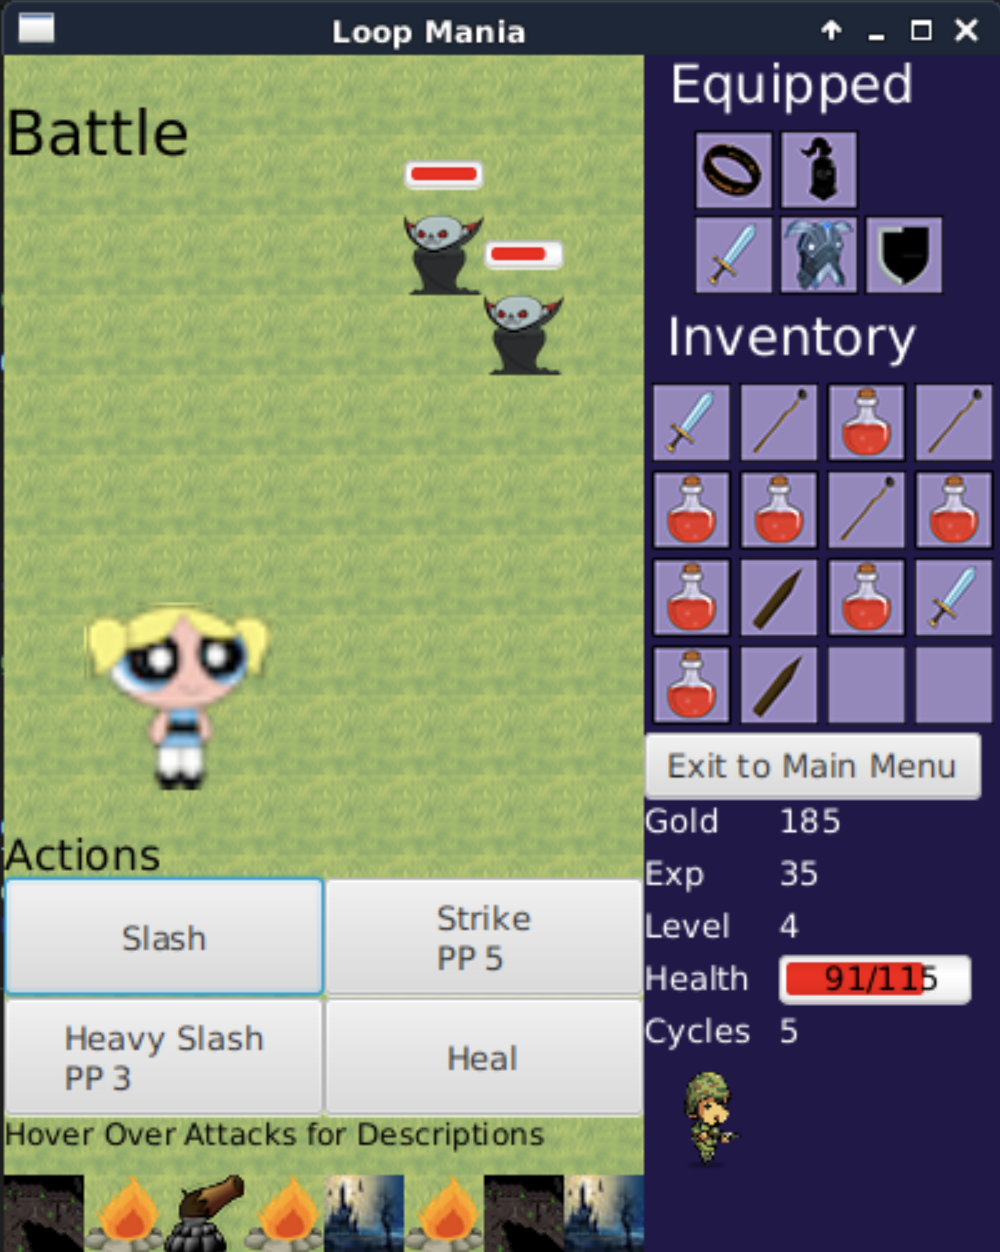 Loop Mania
Battle
Equipped
Inventory
Exit to Main Menu
Gold 185
Exp 35
Level 4
Health 91/115
Cycles 5
Actions
Slash
Strike
PP 5
Heavy Slash
PP 3
Heal
Hover Over Attacks for Descriptions